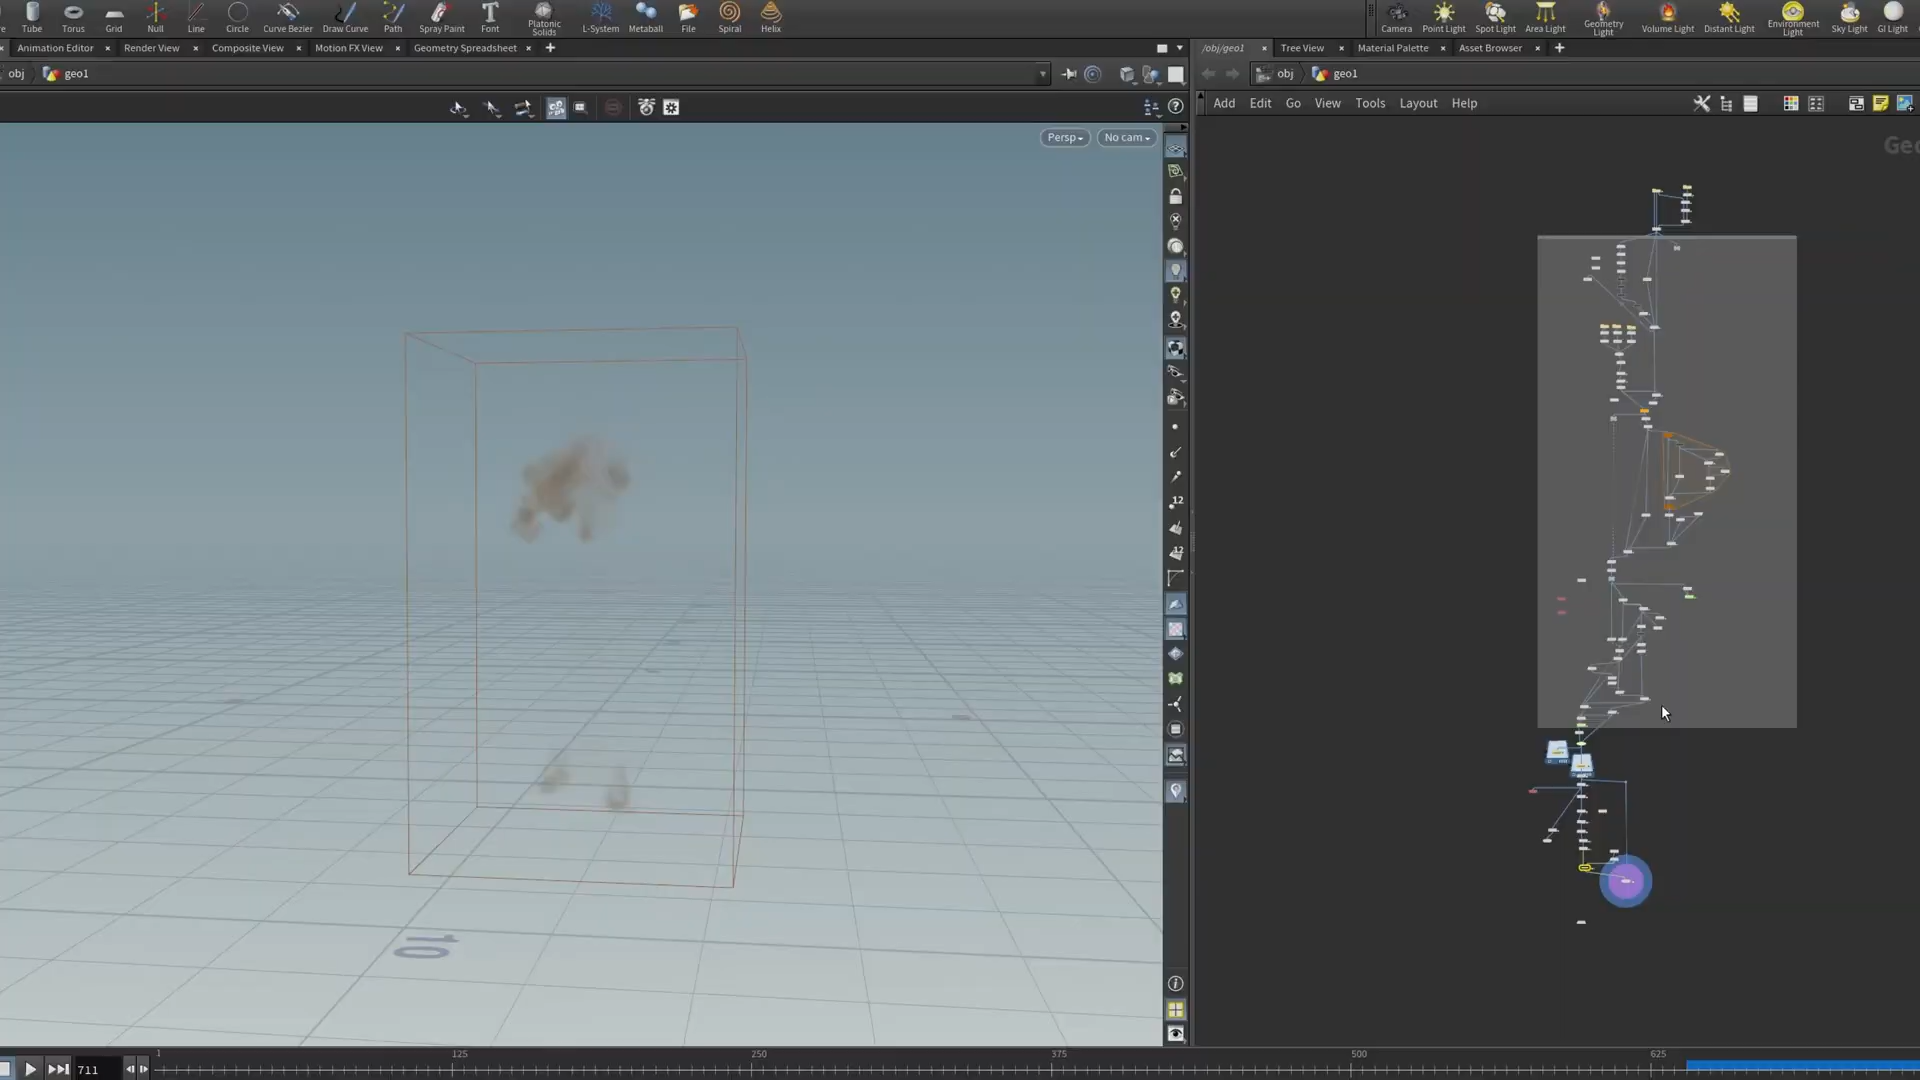 Tube Torus Grid Null Line Circle Curve Bezier Draw Curve Path Spray Paint Font Platonic Solids L-System Metaball File Spiral Helix
Camera Point Light Spot Light Area Light Geometry Light Volume Light Distant Light Environment Light Sky Light GI Light
Animation Editor Render View Composite View Motion FX View Geometry Spreadsheet
/obj/geo1 Tree View Material Palette Asset Browser
obj geo1
obj geo1
Add Edit Go View Tools Layout Help
Persp No cam
Geo
12
12
10
711
1 125 250 375 500 625